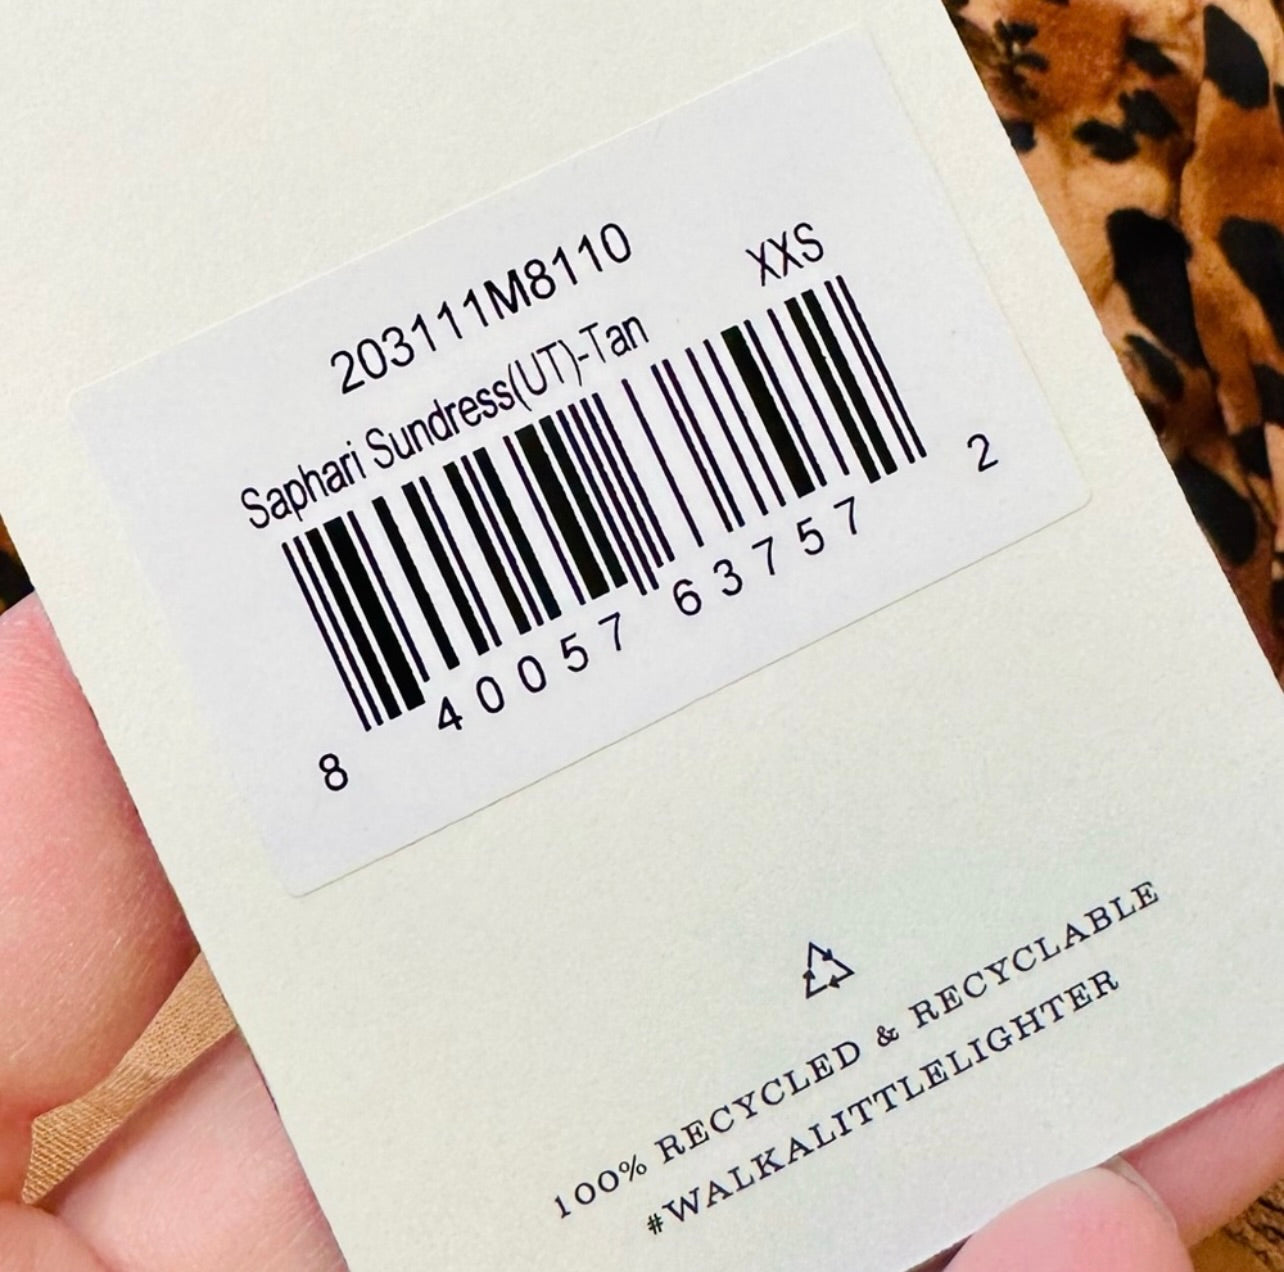 203111M8110
XXS
Saphari Sundress(UT)-Tan
8 40057 63757 2
100% RECYCLED & RECYCLABLE
#WALKALITTLELIGHTER